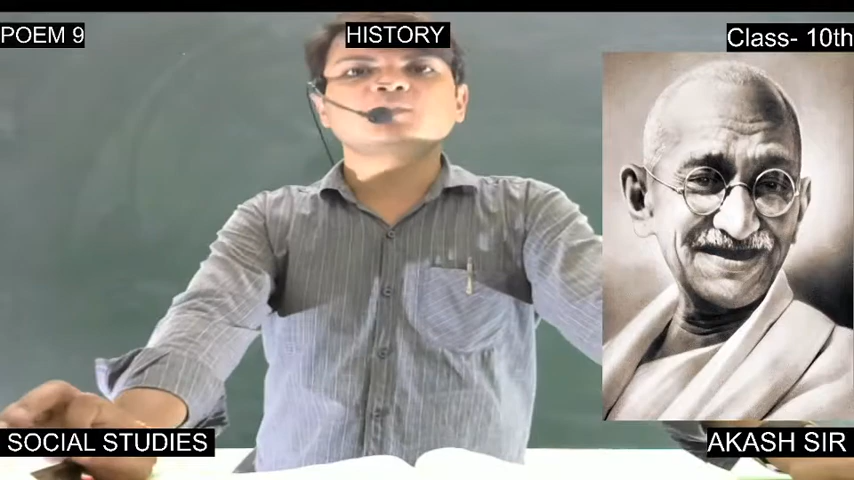 POEM 9
HISTORY
Class- 10th
SOCIAL STUDIES
AKASH SIR